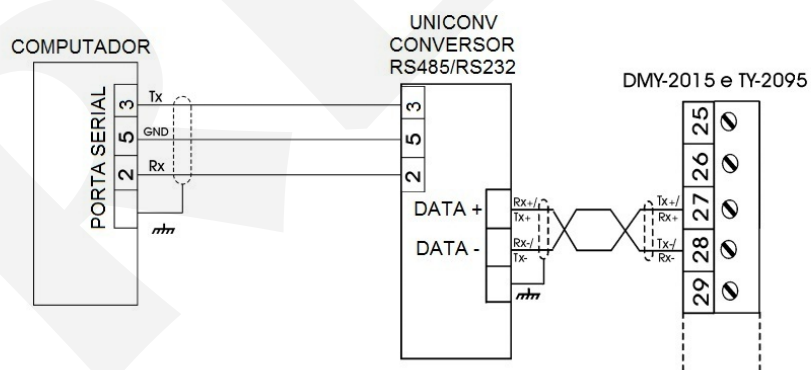 COMPUTADOR
PORTA SERIAL
3
5
2
Tx
GND
Rx
UNICONV
CONVERSOR
RS485/RS232
3
5
2
DATA +
DATA -
Rx+/
Tx+
Rx-/
Tx-
Tx+/
Rx+
Tx-/
Rx-
DMY-2015 e TY-2095
25
26
27
28
29